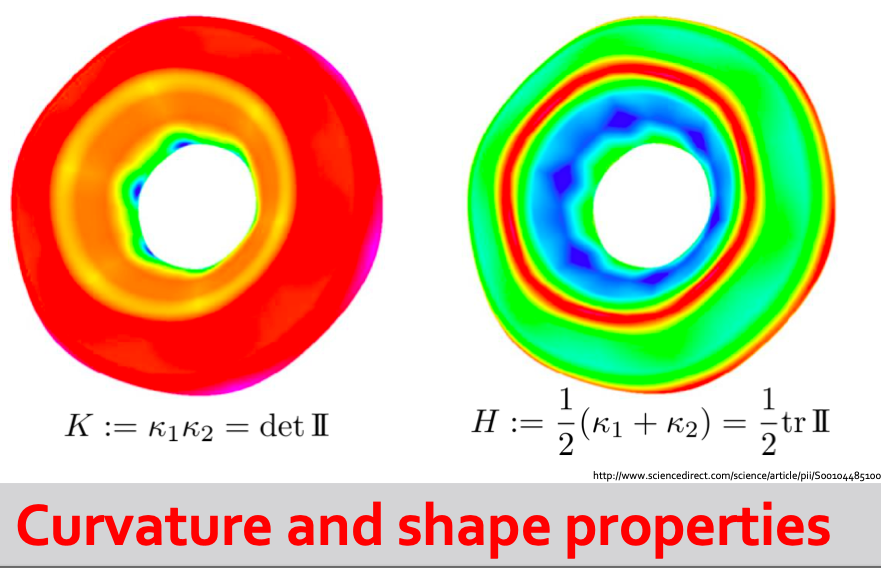 K := κ₁κ₂ = det II
H := 1/2(κ₁ + κ₂) = 1/2 tr II
http://www.sciencedirect.com/science/article/pii/S00104485100
Curvature and shape properties